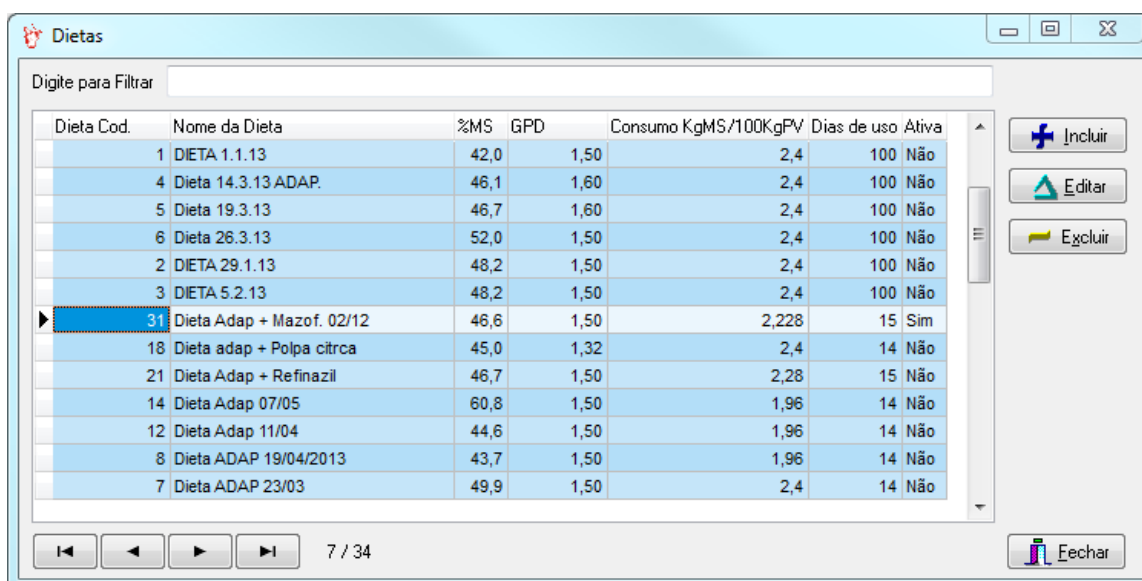 Dietas
Digite para Filtrar
Dieta Cod. Nome da Dieta %MS GPD Consumo KgMS/100KgPV Dias de uso Ativa
1 DIETA 1.1.13 42,0 1,50 2,4 100 Não
4 Dieta 14.3.13 ADAP. 46,1 1,60 2,4 100 Não
5 Dieta 19.3.13 46,7 1,60 2,4 100 Não
6 Dieta 26.3.13 52,0 1,50 2,4 100 Não
2 DIETA 29.1.13 48,2 1,50 2,4 100 Não
3 DIETA 5.2.13 48,2 1,50 2,4 100 Não
31 Dieta Adap + Mazof. 02/12 46,6 1,50 2,228 15 Sim
18 Dieta adap + Polpa citrca 45,0 1,32 2,4 14 Não
21 Dieta Adap + Refinazil 46,7 1,50 2,28 15 Não
14 Dieta Adap 07/05 60,8 1,50 1,96 14 Não
12 Dieta Adap 11/04 44,6 1,50 1,96 14 Não
8 Dieta ADAP 19/04/2013 43,7 1,50 1,96 14 Não
7 Dieta ADAP 23/03 49,9 1,50 2,4 14 Não
Incluir
Editar
Excluir
7 / 34
Fechar